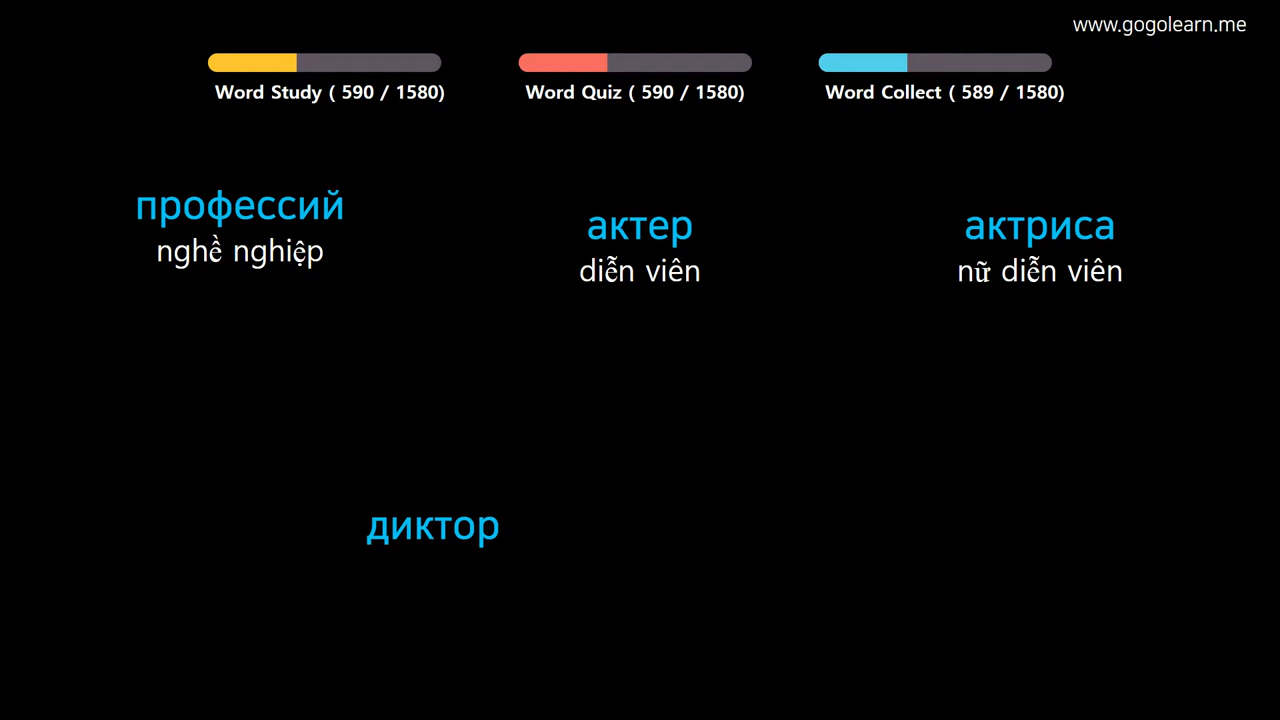 www.gogolearn.me
Word Study ( 590 / 1580)
Word Quiz ( 590 / 1580)
Word Collect ( 589 / 1580)
профессий
nghề nghiệp
актер
diễn viên
актриса
nữ diễn viên
диктор